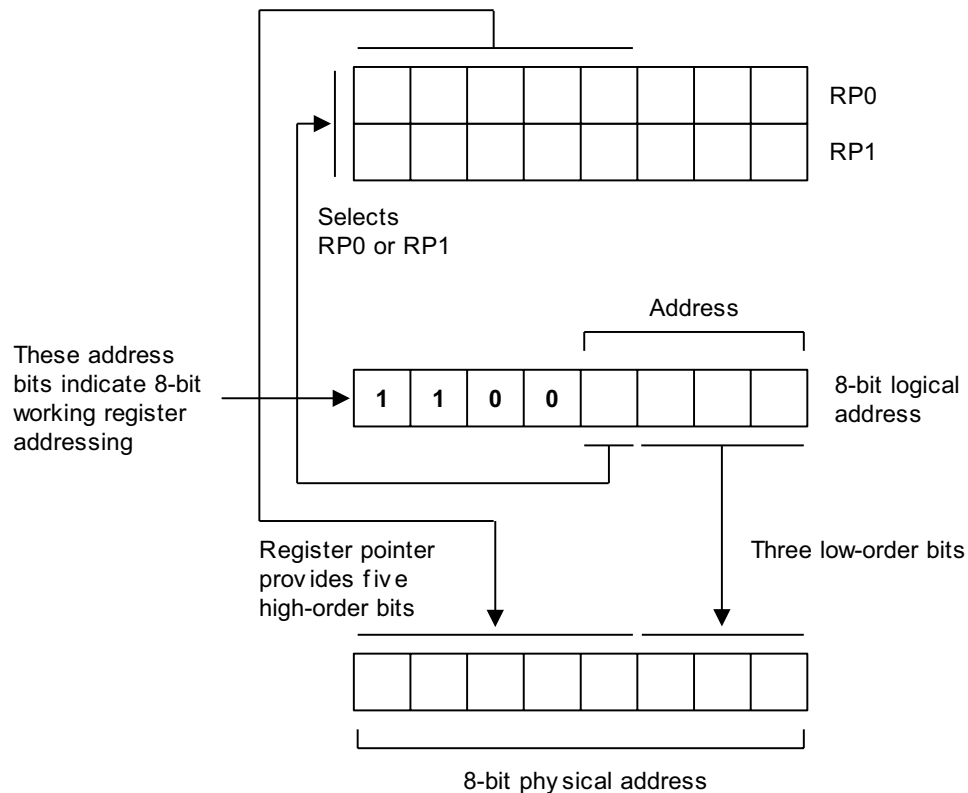 RP0
RP1
Selects
RP0 or RP1
Address
These address
bits indicate 8-bit
working register
addressing
1 1 0 0
8-bit logical
address
Register pointer
provides five
high-order bits
Three low-order bits
8-bit physical address